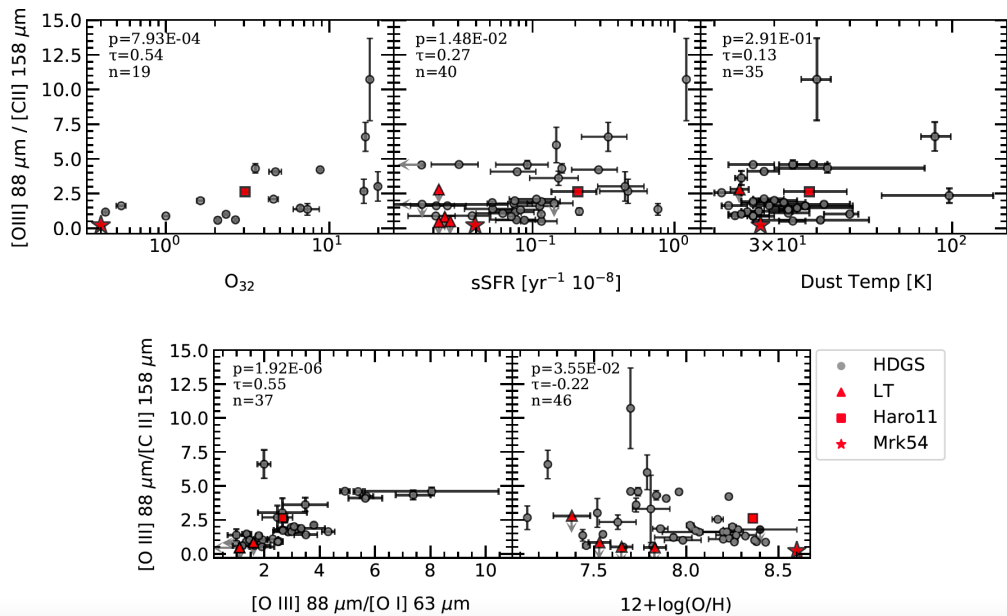 [OIII] 88 μm / [CII] 158 μm
15.0
12.5
10.0
7.5
5.0
2.5
0.0
p=7.93E-04
τ=0.54
n=19
10⁰
10¹
O₃₂
p=1.48E-02
τ=0.27
n=40
10⁻¹
10⁰
sSFR [yr⁻¹ 10⁻⁸]
p=2.91E-01
τ=0.13
n=35
3×10¹
10²
Dust Temp [K]
[O III] 88 μm/[C II] 158 μm
15.0
12.5
10.0
7.5
5.0
2.5
0.0
p=1.92E-06
τ=0.55
n=37
2
4
6
8
10
[O III] 88 μm/[O I] 63 μm
p=3.55E-02
τ=-0.22
n=46
7.5
8.0
8.5
12+log(O/H)
HDGS
LT
Haro11
Mrk54